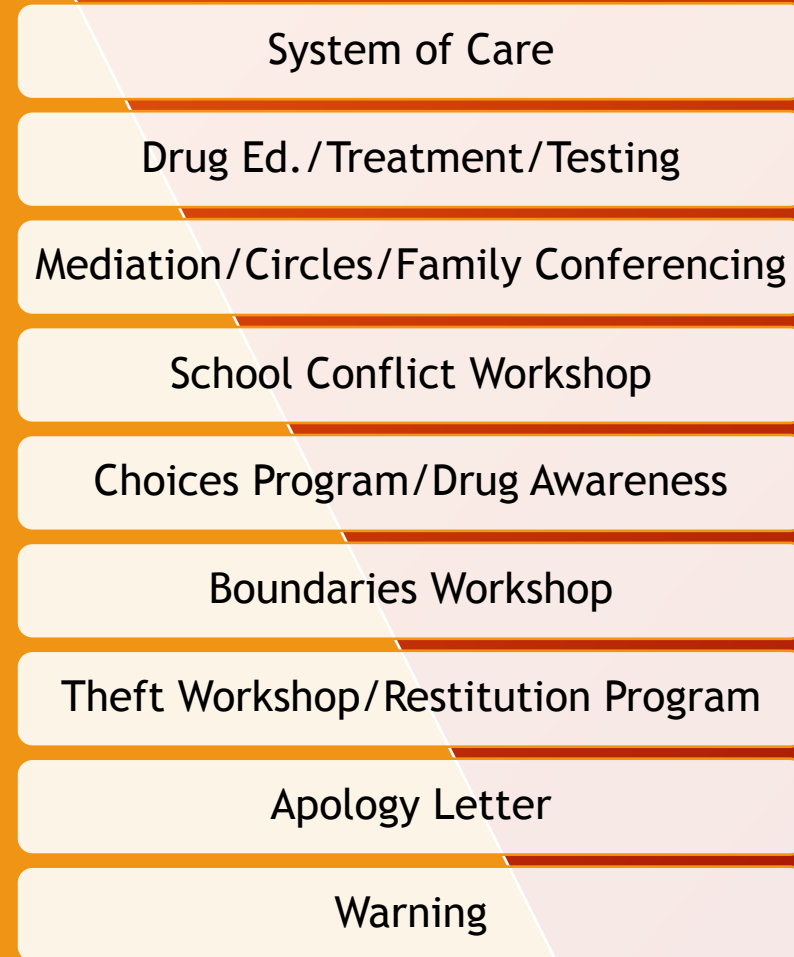 System of Care
Drug Ed./Treatment/Testing
Mediation/Circles/Family Conferencing
School Conflict Workshop
Choices Program/Drug Awareness
Boundaries Workshop
Theft Workshop/Restitution Program
Apology Letter
Warning